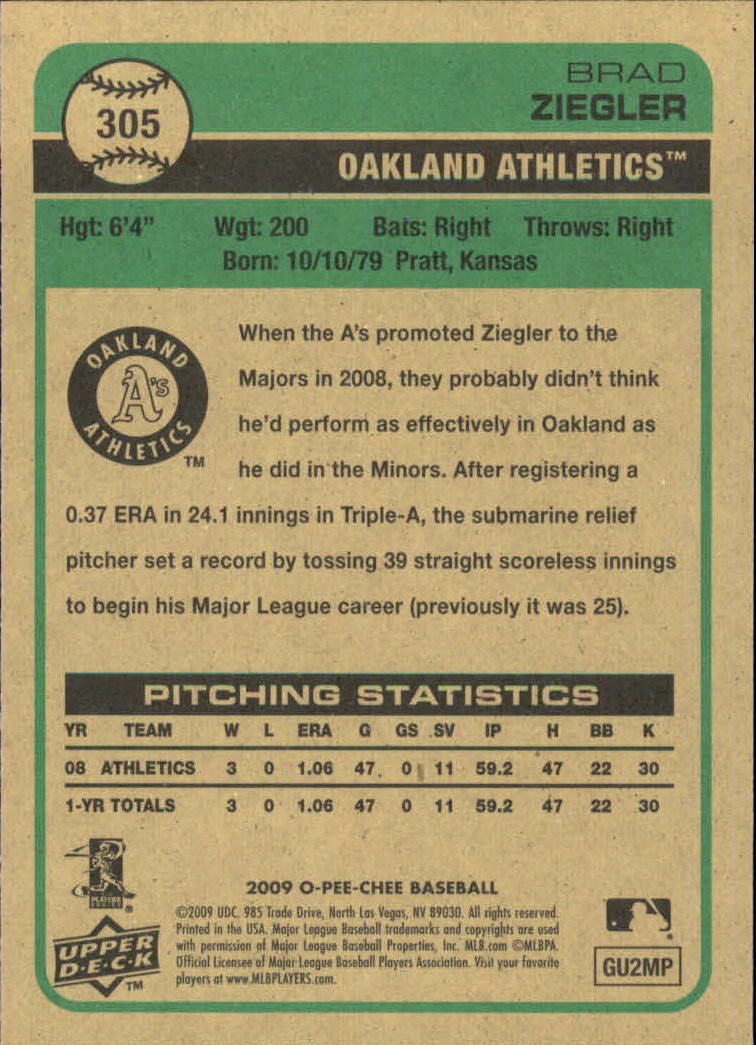 305
BRAD
ZIEGLER
OAKLAND ATHLETICS™
Hgt: 6'4" Wgt: 200 Bats: Right Throws: Right
Born: 10/10/79 Pratt, Kansas
OAKLAND
A's
ATHLETICS
TM
When the A's promoted Ziegler to the
Majors in 2008, they probably didn't think
he'd perform as effectively in Oakland as
he did in the Minors. After registering a
0.37 ERA in 24.1 innings in Triple-A, the submarine relief
pitcher set a record by tossing 39 straight scoreless innings
to begin his Major League career (previously it was 25).
PITCHING STATISTICS
YR TEAM W L ERA G GS SV IP H BB K
08 ATHLETICS 3 0 1.06 47 0 11 59.2 47 22 30
1-YR TOTALS 3 0 1.06 47 0 11 59.2 47 22 30
PLAYERS
CHOICE
®
2009 O-PEE-CHEE BASEBALL
©2009 UDC. 985 Trade Drive, North Las Vegas, NV 89030. All rights reserved.
Printed in the USA. Major League Baseball trademarks and copyrights are used
with permission of Major League Baseball Properties, Inc. MLB.com ©MLBPA.
Official Licensee of Major League Baseball Players Association. Visit your favorite
players at www.MLBPLAYERS.com.
UPPER
D·E·C·K
TM
GU2MP